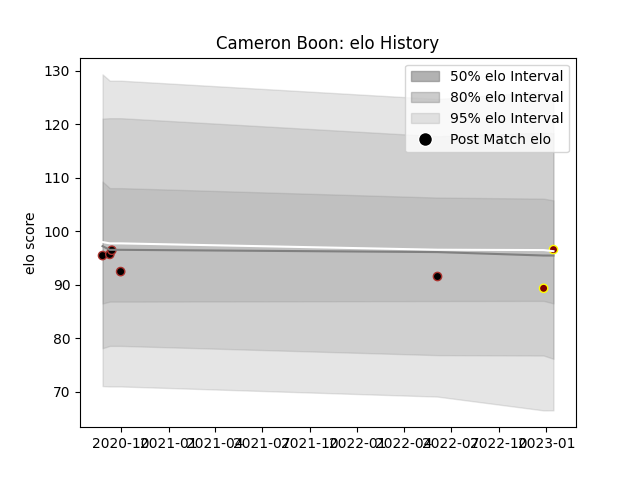 Cameron Boon: elo History
50% elo Interval
80% elo Interval
95% elo Interval
Post Match elo
elo score
130
120
110
100
90
80
70
2020-10 2021-01 2021-04 2021-07 2021-10 2022-01 2022-04 2022-07 2022-10 2023-01